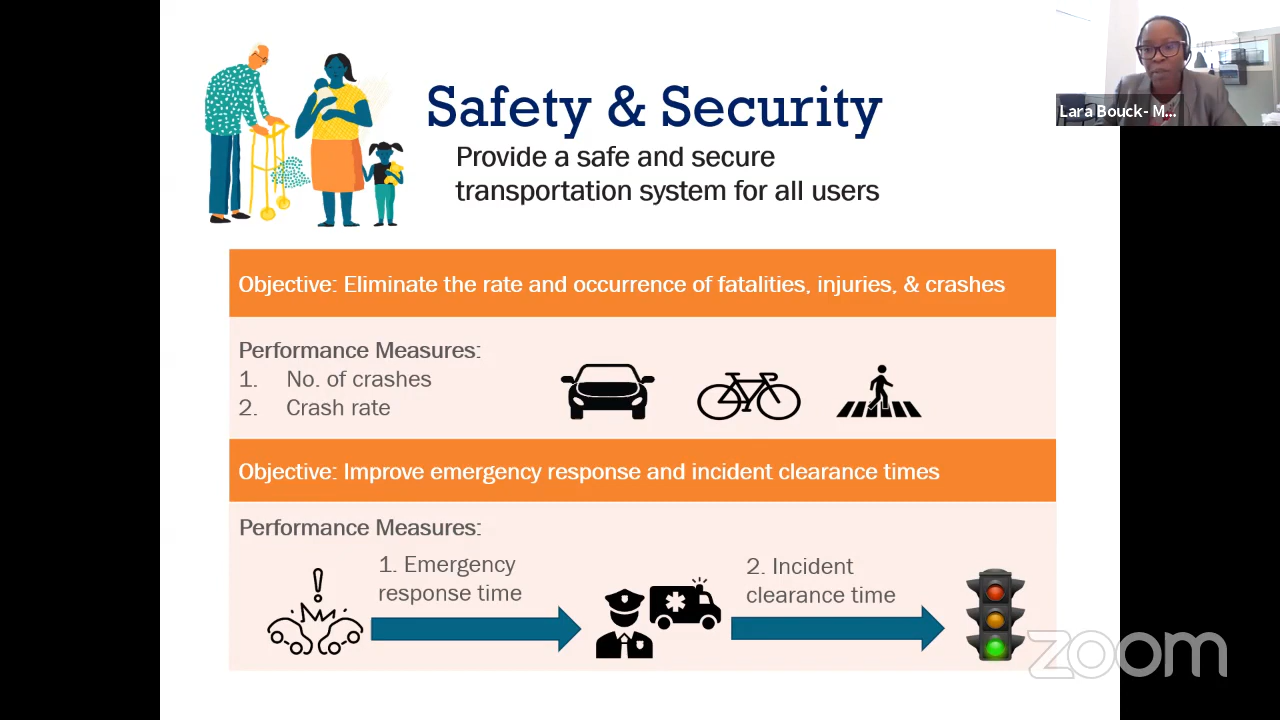 Safety & Security
Provide a safe and secure
transportation system for all users
Lara Bouck- M...
Objective: Eliminate the rate and occurrence of fatalities, injuries, & crashes
Performance Measures:
1. No. of crashes
2. Crash rate
Objective: Improve emergency response and incident clearance times
Performance Measures:
1. Emergency
response time
2. Incident
clearance time
zoom